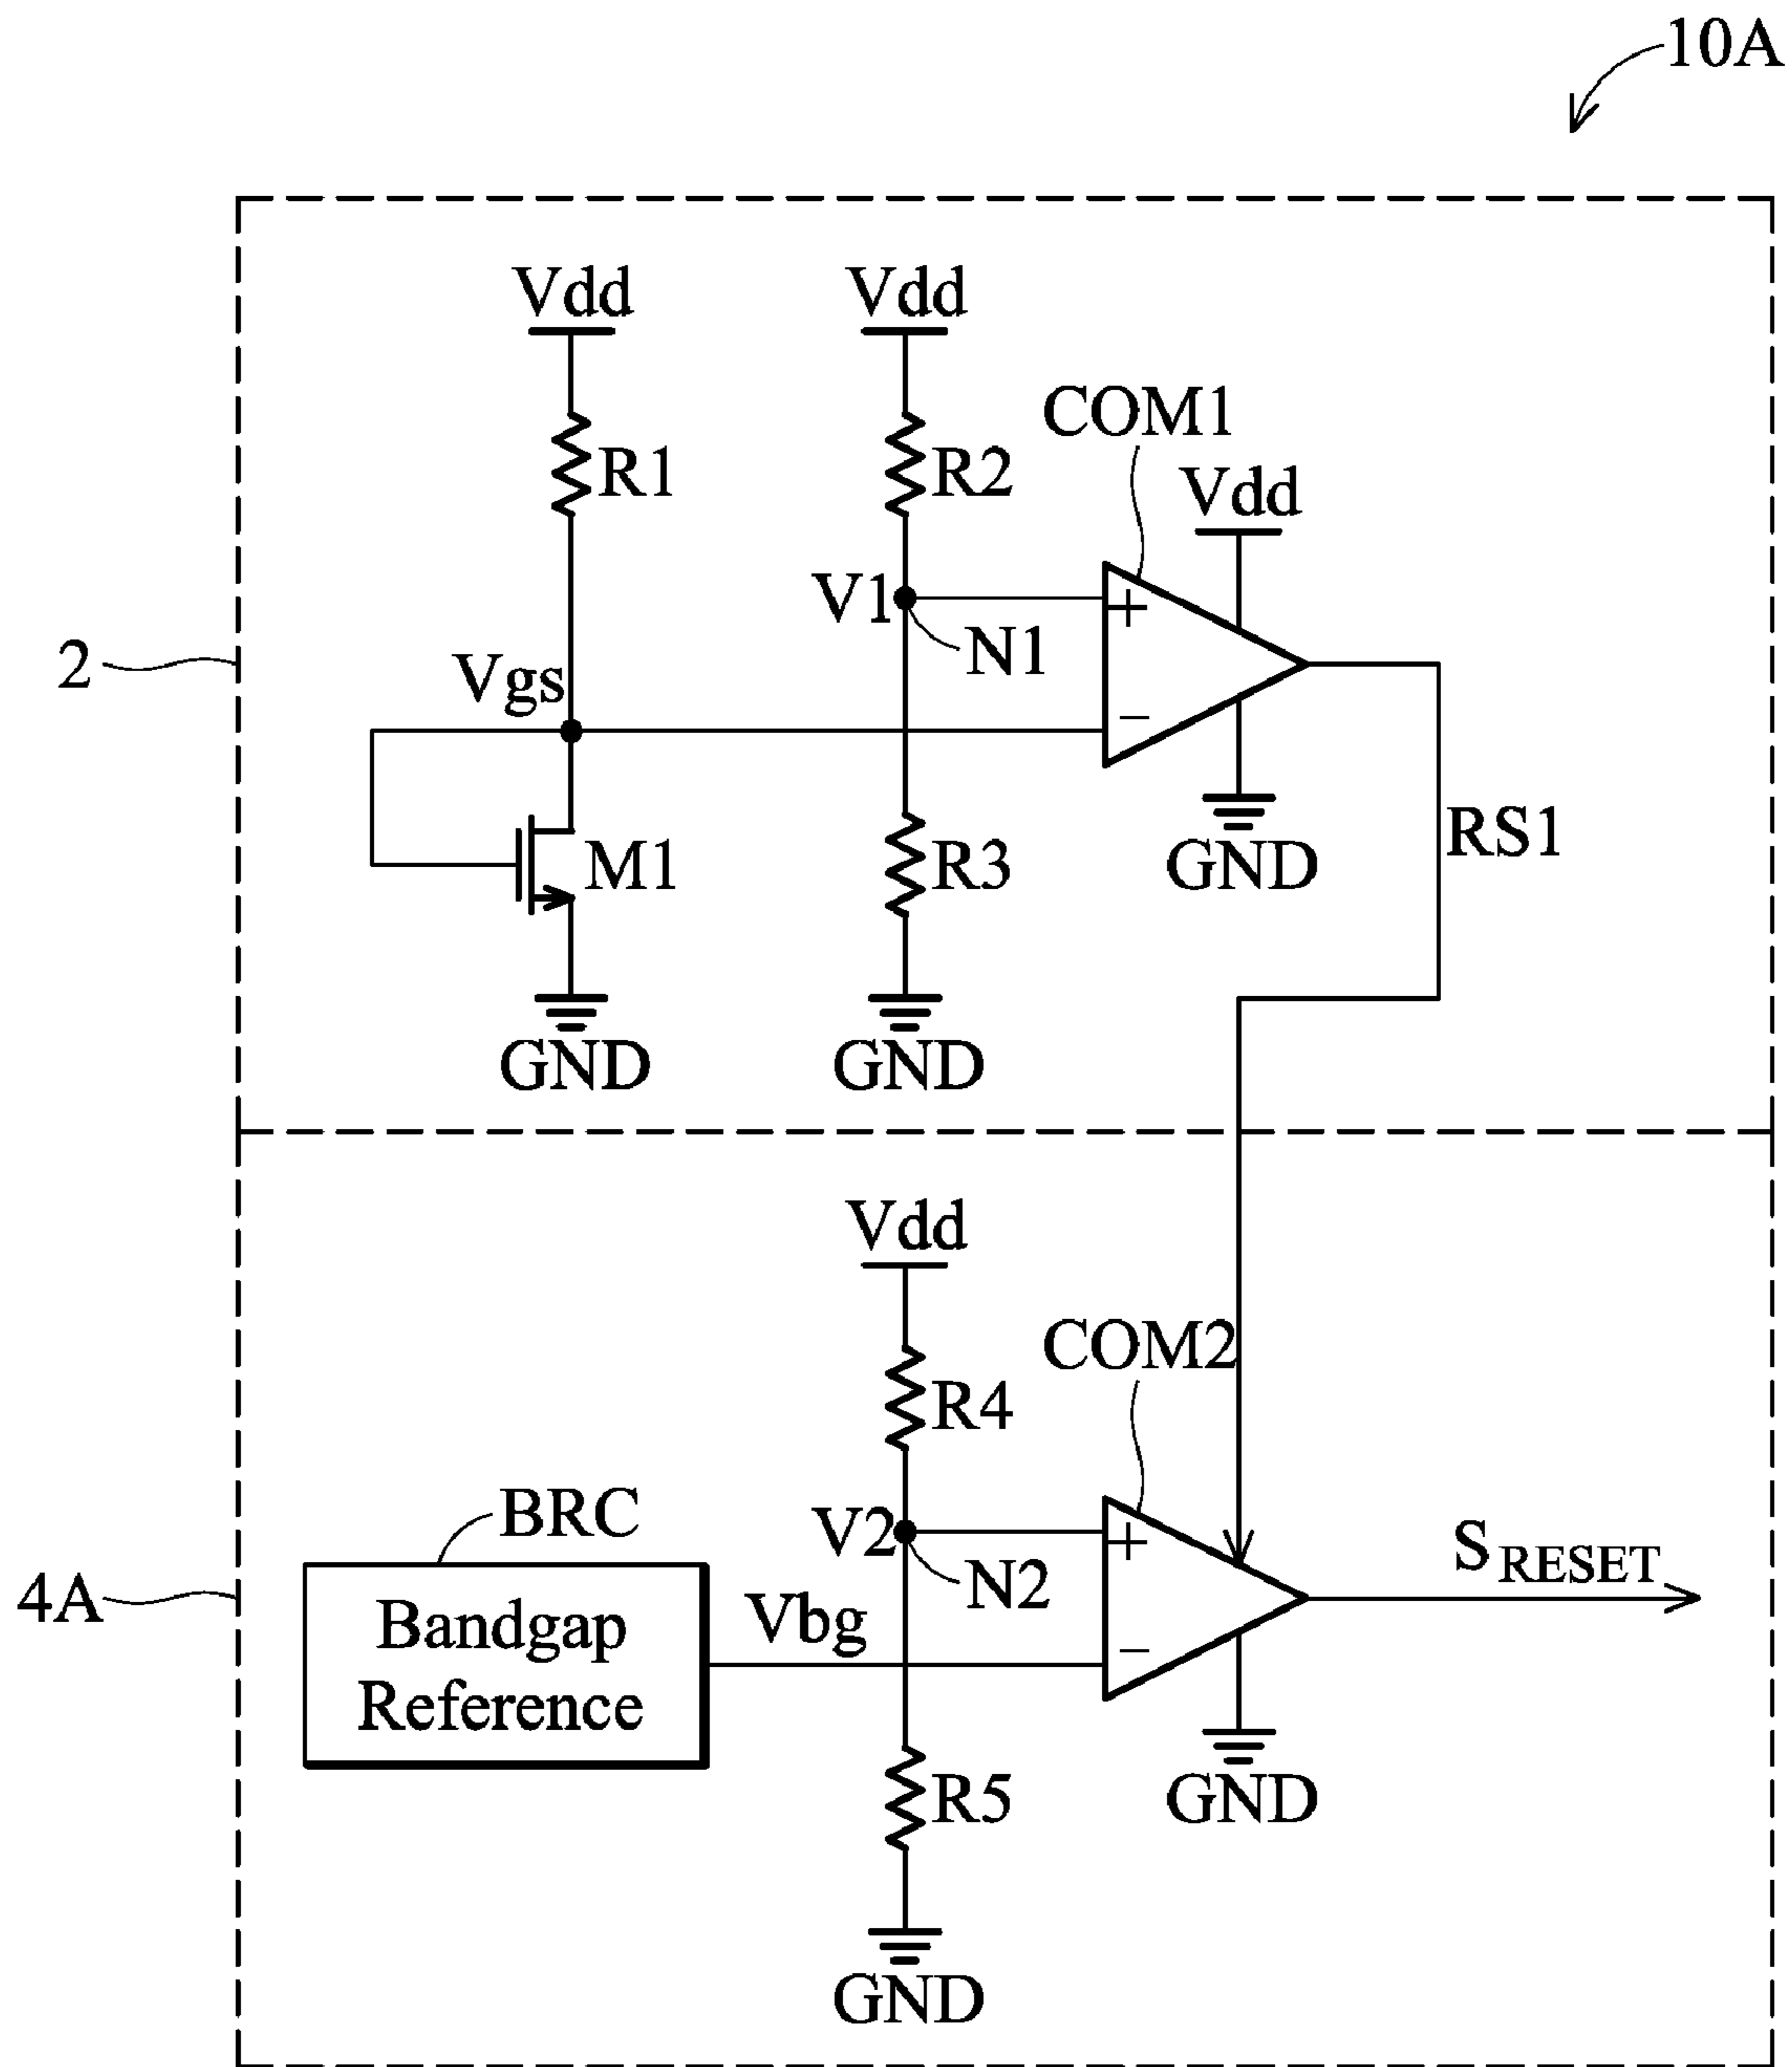 10A
Vdd
Vdd
COM1
R1
R2
Vdd
V1
+
N1
2
Vgs
−
RS1
M1
R3
GND
GND
GND
Vdd
COM2
R4
BRC
V2
+
N2
SRESET
4A
Bandgap
Reference
Vbg
−
R5
GND
GND